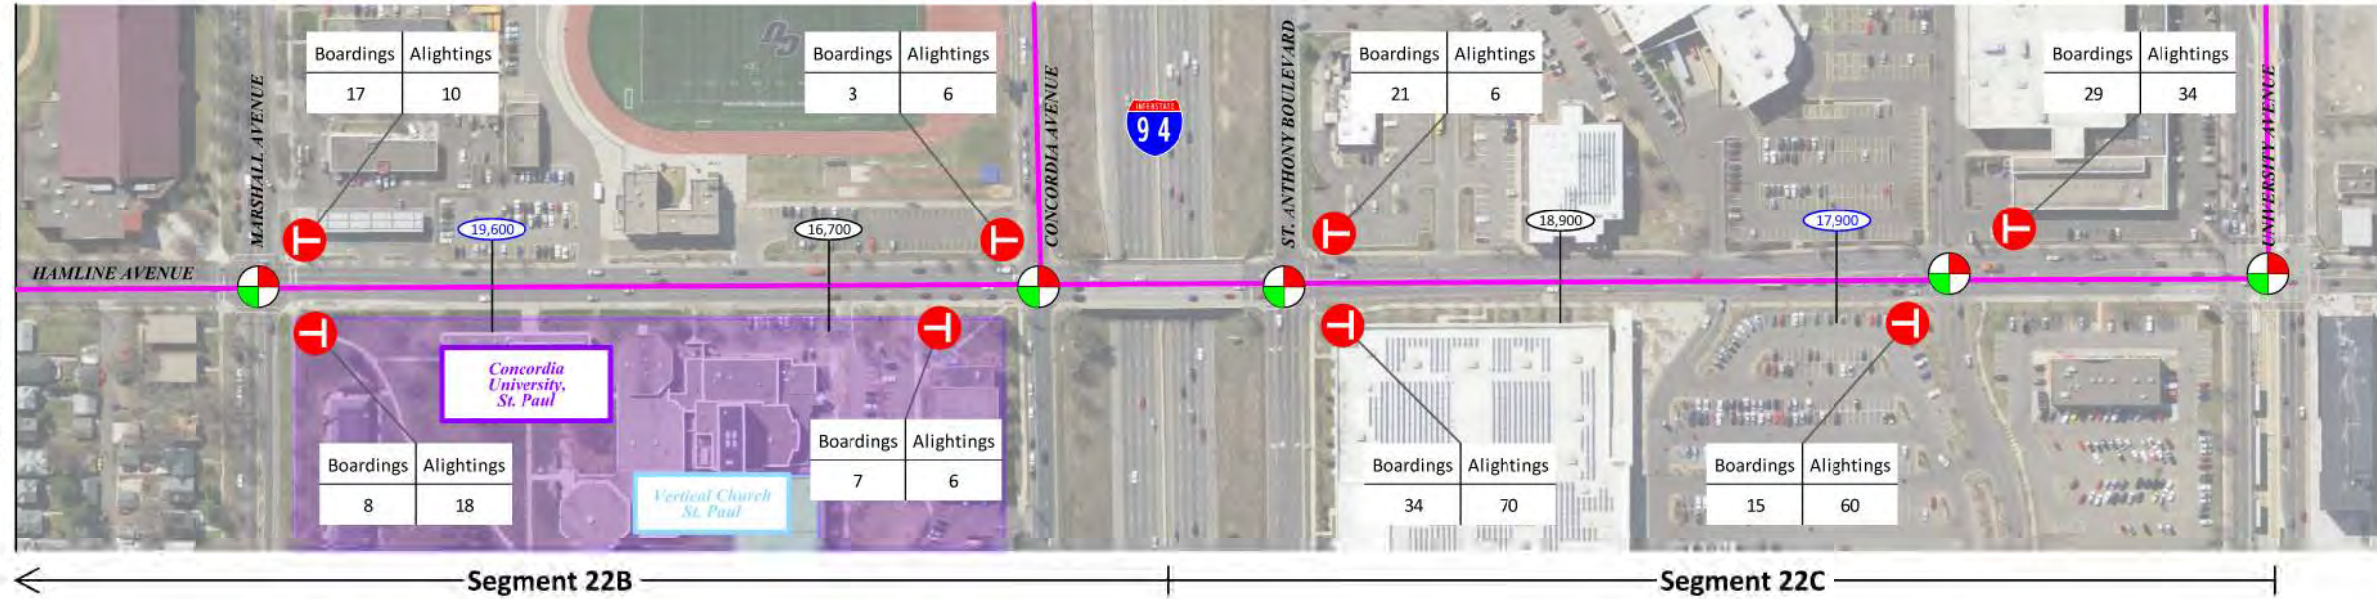 Boardings Alightings
17 10
Boardings Alightings
3 6
Boardings Alightings
21 6
Boardings Alightings
29 34
MARSHALL AVENUE
CONCORDIA AVENUE
INTERSTATE
94
ST. ANTHONY BOULEVARD
UNIVERSITY AVENUE
T
19,600
16,700
T
T
18,900
17,900
T
HAMLINE AVENUE
T
T
T
T
Concordia
University,
St. Paul
Vertical Church
St. Paul
Boardings Alightings
8 18
Boardings Alightings
7 6
Boardings Alightings
34 70
Boardings Alightings
15 60
Segment 22B
Segment 22C